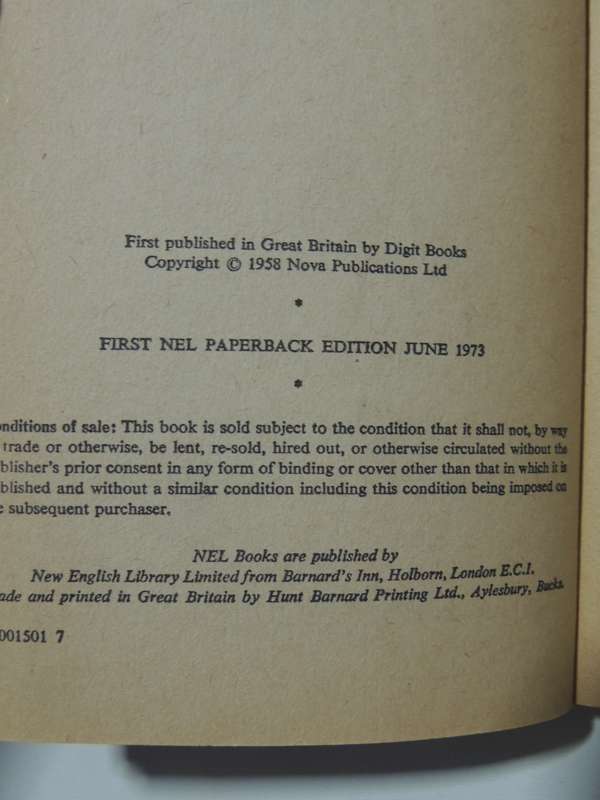 First published in Great Britain by Digit Books
Copyright © 1958 Nova Publications Ltd
*
FIRST NEL PAPERBACK EDITION JUNE 1973
*
nditions of sale: This book is sold subject to the condition that it shall not, by way
trade or otherwise, be lent, re-sold, hired out, or otherwise circulated without the
blisher's prior consent in any form of binding or cover other than that in which it is
blished and without a similar condition including this condition being imposed on
e subsequent purchaser.
NEL Books are published by
New English Library Limited from Barnard's Inn, Holborn, London E.C.1.
ade and printed in Great Britain by Hunt Barnard Printing Ltd., Aylesbury, Bucks.
001501 7